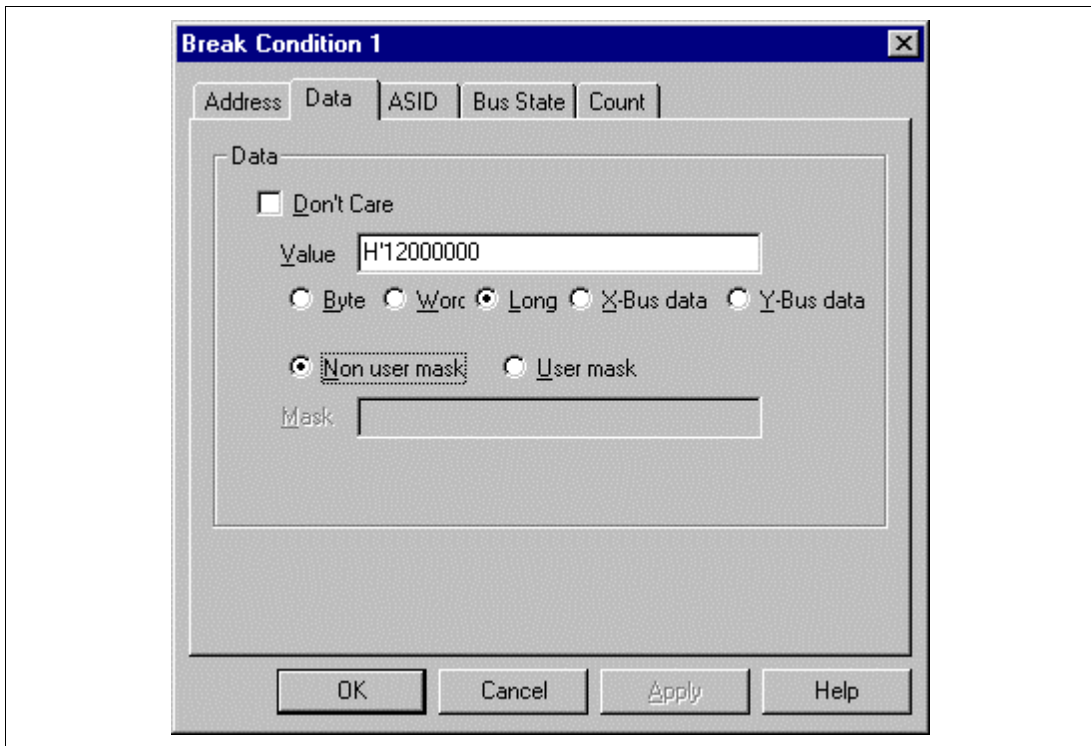 Break Condition 1
Address Data ASID Bus State Count
Data
Don't Care
Value H'12000000
Byte Worc Long X-Bus data Y-Bus data
Non user mask User mask
Mask
OK Cancel Apply Help